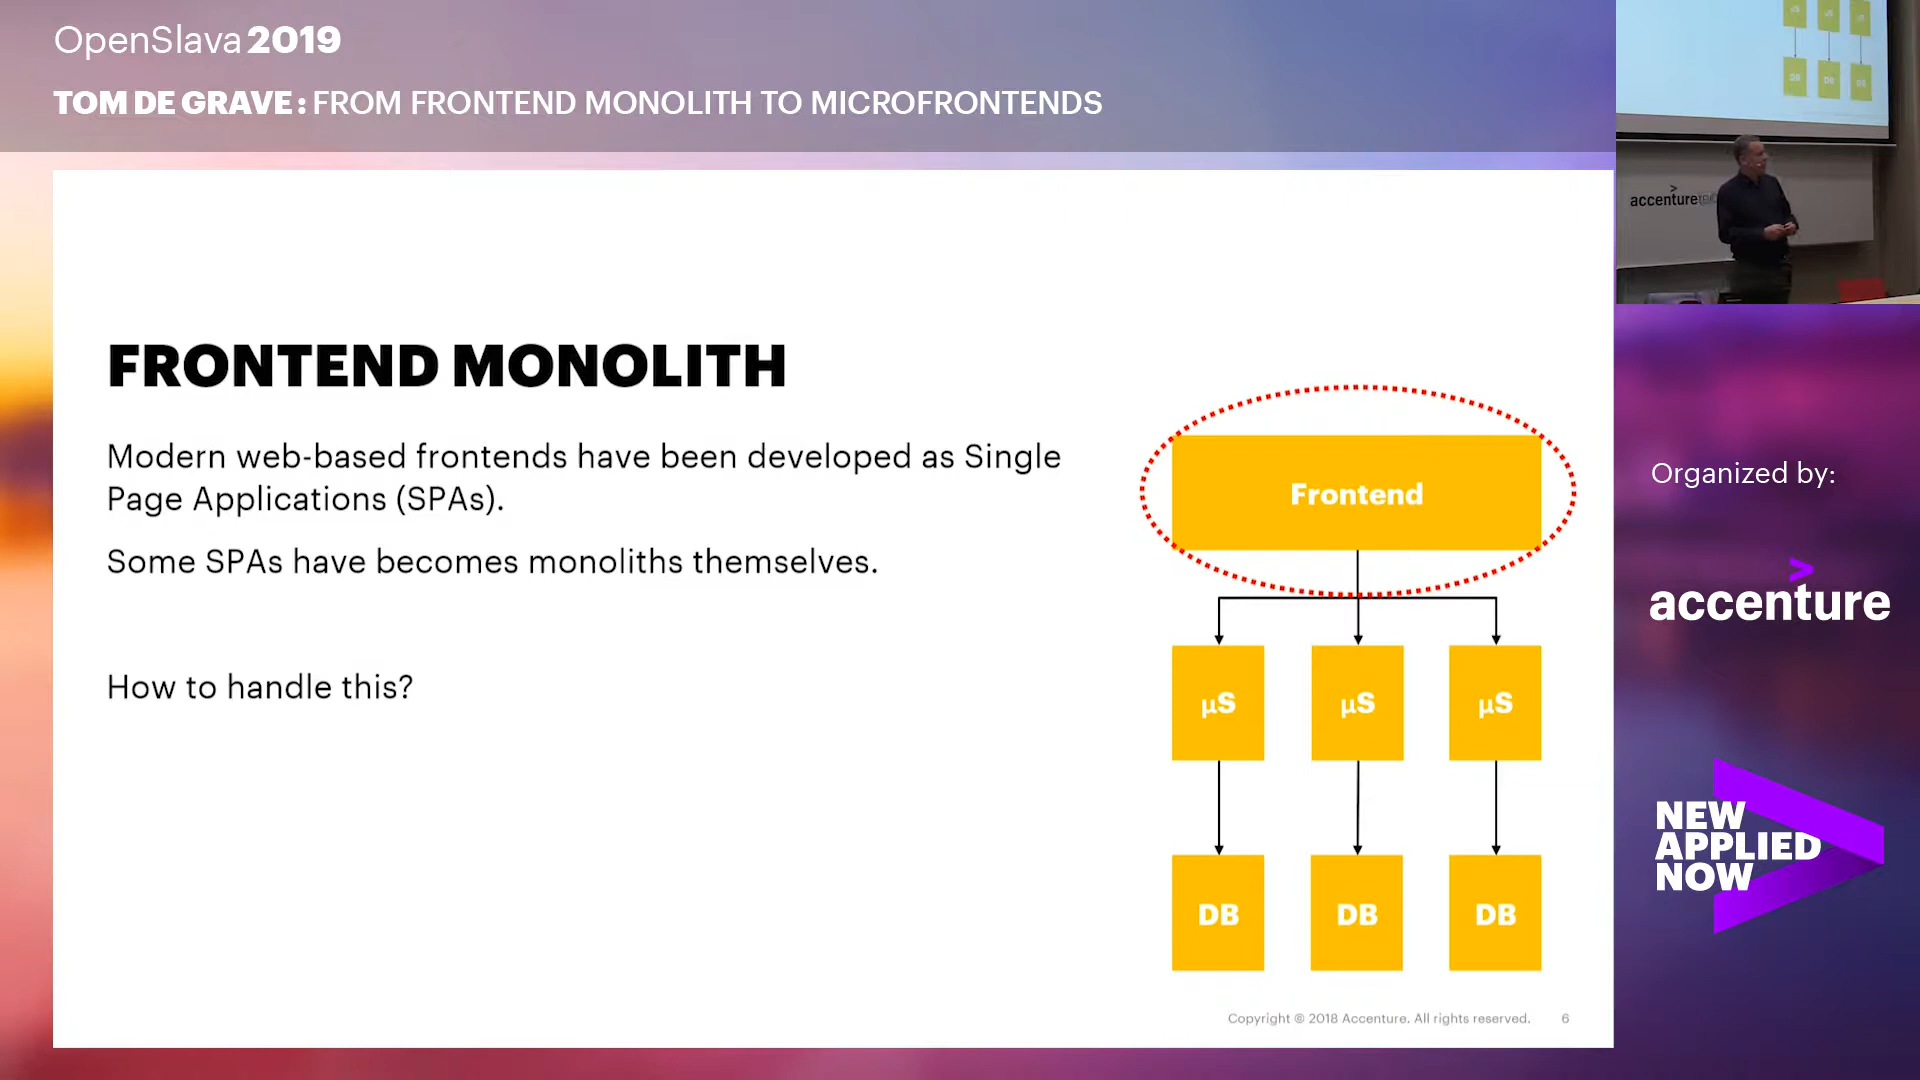 OpenSlava 2019
TOM DE GRAVE: FROM FRONTEND MONOLITH TO MICROFRONTENDS
accenture
FRONTEND MONOLITH
Modern web-based frontends have been developed as Single
Page Applications (SPAs).
Some SPAs have becomes monoliths themselves.
How to handle this?
Frontend
µS µS µS
DB DB DB
Copyright © 2018 Accenture. All rights reserved. 6
Organized by:
accenture
NEW
APPLIED
NOW